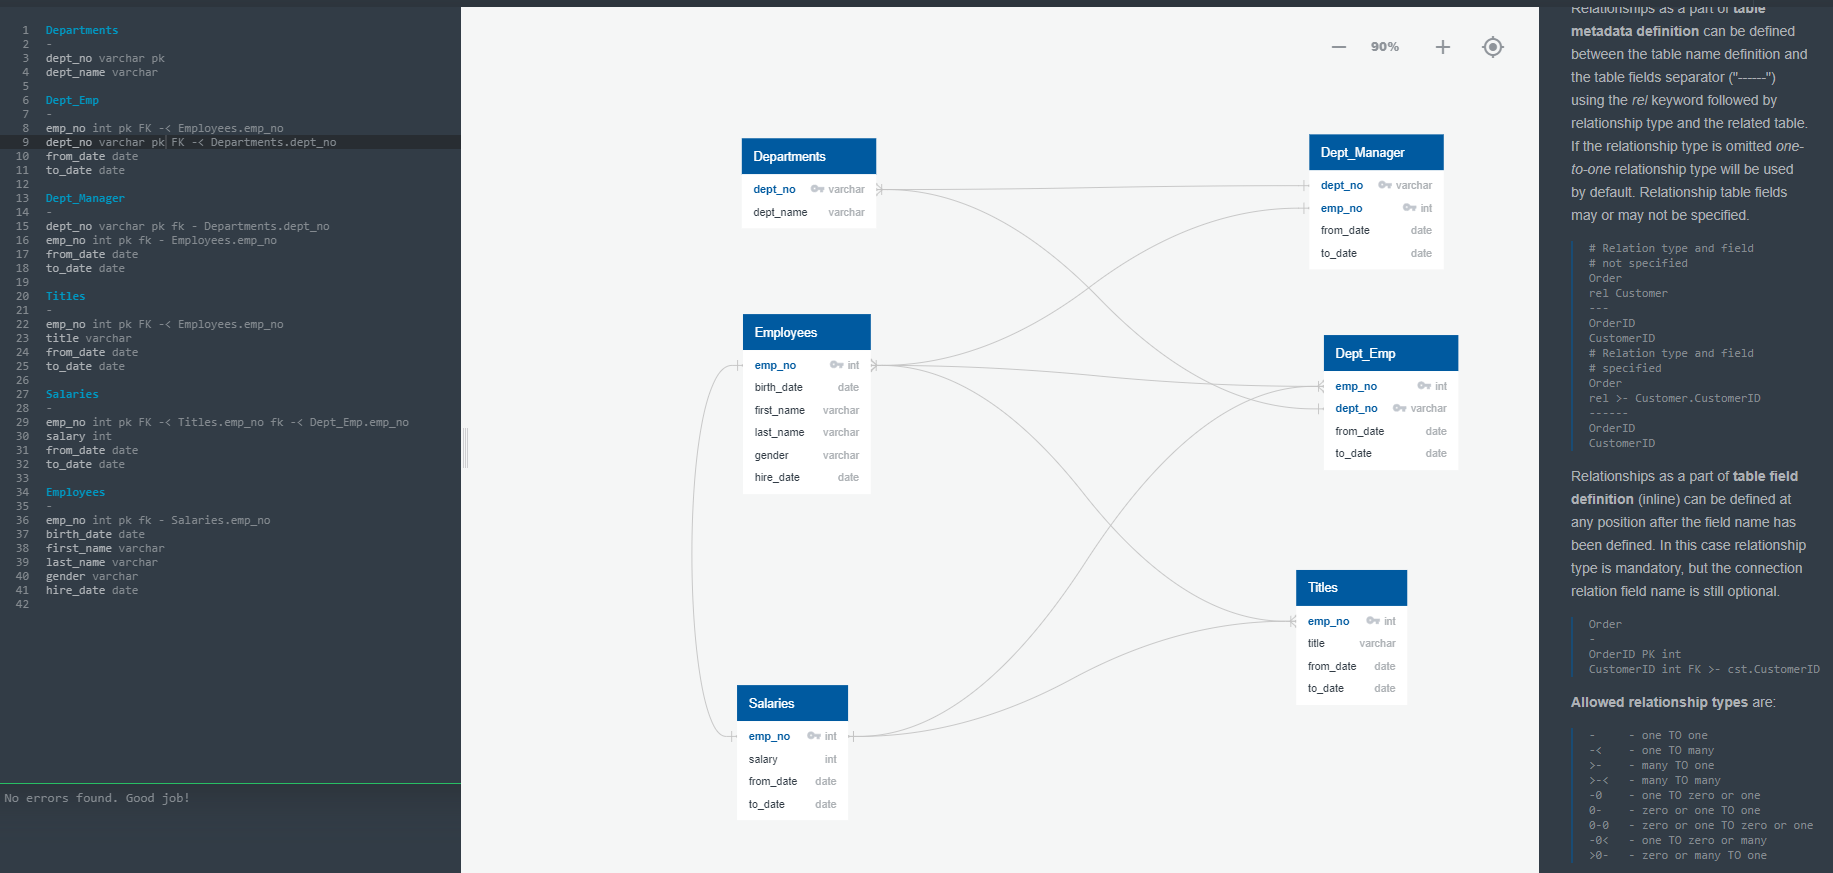 1 Departments
2 -
3 dept_no varchar pk
4 dept_name varchar
5
6 Dept_Emp
7 -
8 emp_no int pk FK -< Employees.emp_no
9 dept_no varchar pk FK -< Departments.dept_no
10 from_date date
11 to_date date
12
13 Dept_Manager
14 -
15 dept_no varchar pk fk - Departments.dept_no
16 emp_no int pk fk - Employees.emp_no
17 from_date date
18 to_date date
19
20 Titles
21 -
22 emp_no int pk FK -< Employees.emp_no
23 title varchar
24 from_date date
25 to_date date
26
27 Salaries
28 -
29 emp_no int pk FK -< Titles.emp_no fk -< Dept_Emp.emp_no
30 salary int
31 from_date date
32 to_date date
33
34 Employees
35 -
36 emp_no int pk fk - Salaries.emp_no
37 birth_date date
38 first_name varchar
39 last_name varchar
40 gender varchar
41 hire_date date
42
No errors found. Good job!
90%
Departments
dept_no varchar
dept_name varchar
Dept_Manager
dept_no varchar
emp_no int
from_date date
to_date date
Employees
emp_no int
birth_date date
first_name varchar
last_name varchar
gender varchar
hire_date date
Dept_Emp
emp_no int
dept_no varchar
from_date date
to_date date
Titles
emp_no int
title varchar
from_date date
to_date date
Salaries
emp_no int
salary int
from_date date
to_date date
Relationships as a part of table
metadata definition can be defined
between the table name definition and
the table fields separator ("------")
using the rel keyword followed by
relationship type and the related table.
If the relationship type is omitted one-
to-one relationship type will be used
by default. Relationship table fields
may or may not be specified.
# Relation type and field
# not specified
Order
rel Customer
---
OrderID
CustomerID
# Relation type and field
# specified
Order
rel >- Customer.CustomerID
------
OrderID
CustomerID
Relationships as a part of table field
definition (inline) can be defined at
any position after the field name has
been defined. In this case relationship
type is mandatory, but the connection
relation field name is still optional.
Order
-
OrderID PK int
CustomerID int FK >- cst.CustomerID
Allowed relationship types are:
- - one TO one
-< - one TO many
>- - many TO one
>-< - many TO many
-0 - one TO zero or one
0- - zero or one TO one
0-0 - zero or one TO zero or one
-0< - one TO zero or many
>0- - zero or many TO one